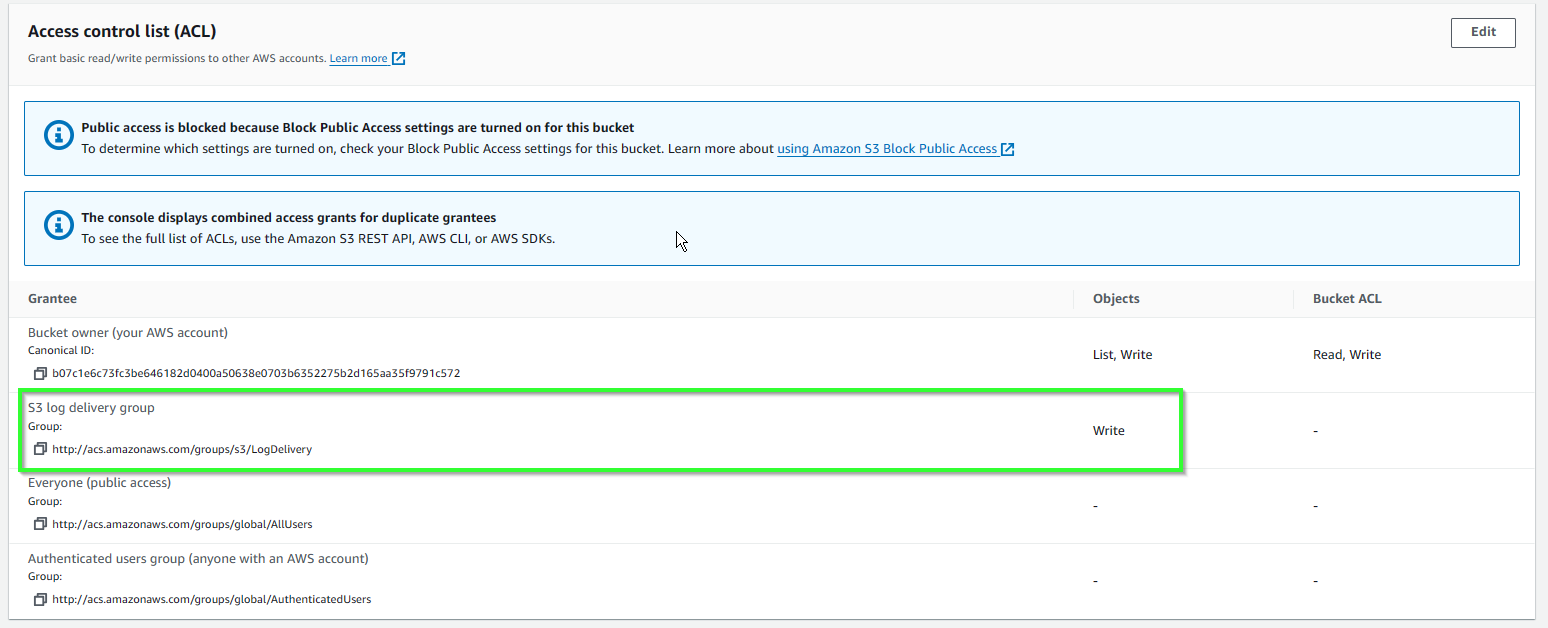 Access control list (ACL)
Edit
Grant basic read/write permissions to other AWS accounts. Learn more
Public access is blocked because Block Public Access settings are turned on for this bucket
To determine which settings are turned on, check your Block Public Access settings for this bucket. Learn more about using Amazon S3 Block Public Access
The console displays combined access grants for duplicate grantees
To see the full list of ACLs, use the Amazon S3 REST API, AWS CLI, or AWS SDKs.
Grantee Objects Bucket ACL
Bucket owner (your AWS account)
Canonical ID:
List, Write Read, Write
b07c1e6c73fc3be646182d0400a50638e0703b6352275b2d165aa35f9791c572
S3 log delivery group
Group:
Write -
http://acs.amazonaws.com/groups/s3/LogDelivery
Everyone (public access)
Group:
- -
http://acs.amazonaws.com/groups/global/AllUsers
Authenticated users group (anyone with an AWS account)
Group:
- -
http://acs.amazonaws.com/groups/global/AuthenticatedUsers